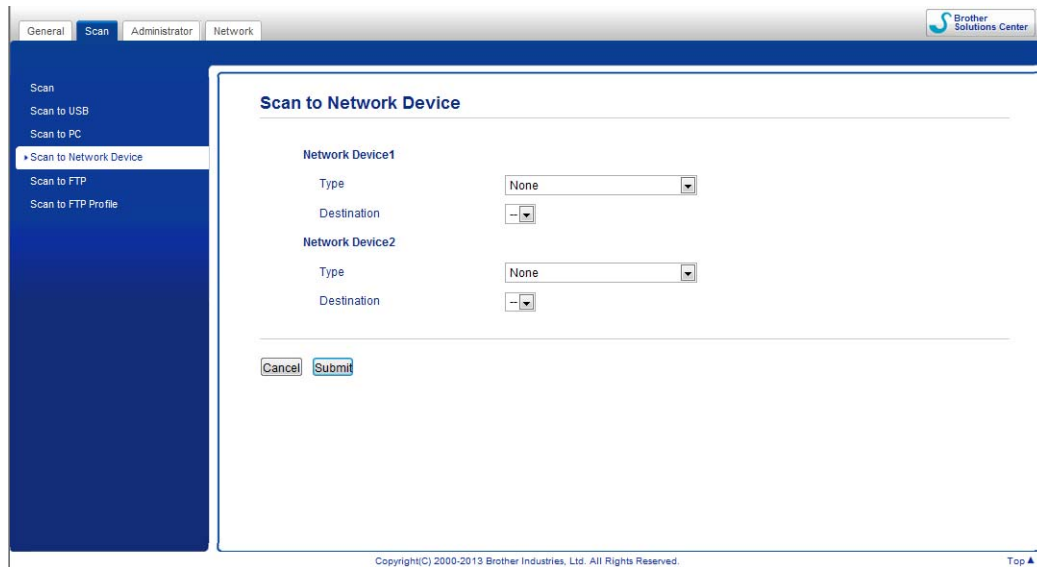 General Scan Administrator Network
Brother
Solutions Center
Scan
Scan to USB
Scan to PC
Scan to Network Device
Scan to FTP
Scan to FTP Profile
Scan to Network Device
Network Device1
Type None
Destination --
Network Device2
Type None
Destination --
Cancel Submit
Copyright(C) 2000-2013 Brother Industries, Ltd. All Rights Reserved.
Top▲